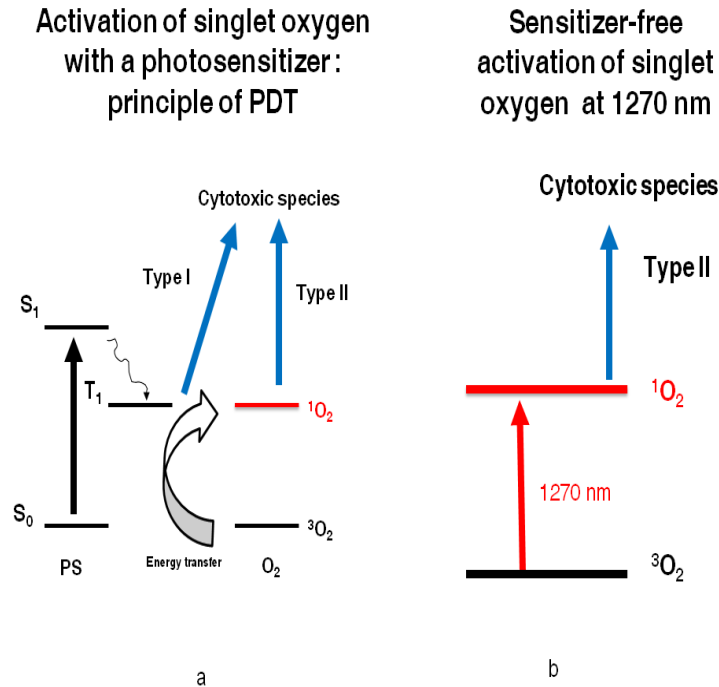 Activation of singlet oxygen
with a photosensitizer:
principle of PDT
Cytotoxic species
Type I
Type II
S₁
T₁
¹O₂
S₀
³O₂
PS
Energy transfer
O₂
a
Sensitizer-free
activation of singlet
oxygen at 1270 nm
Cytotoxic species
Type II
¹O₂
1270 nm
³O₂
b